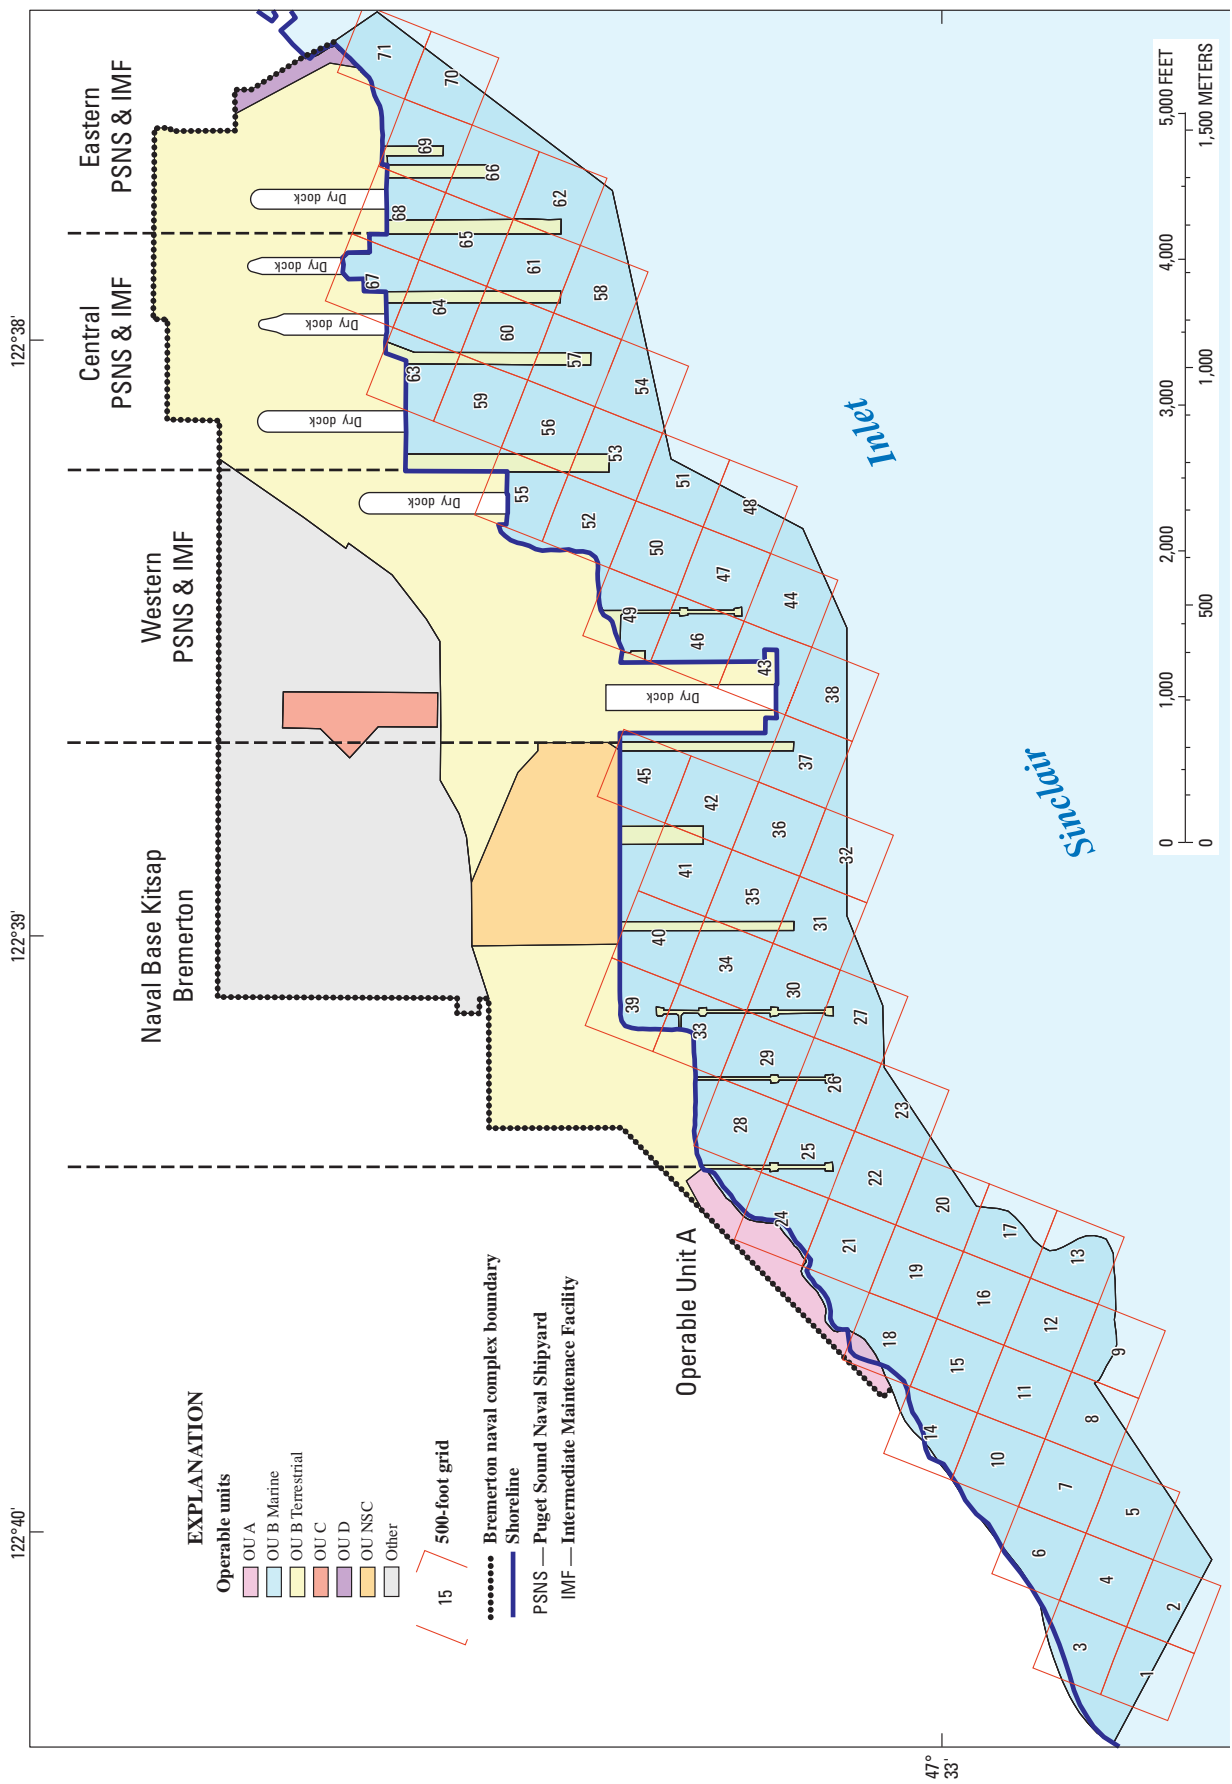 122°40'
122°39'
122°38'
47°
33'
Naval Base Kitsap
Bremerton
Western
PSNS & IMF
Central
PSNS & IMF
Eastern
PSNS & IMF
Operable Unit A
Dry dock
Dry dock
Dry dock
Dry dock
Dry dock
Dry dock
Sinclair
Inlet
EXPLANATION
Operable units
OU A
OU B Marine
OU B Terrestrial
OU C
OU D
OU NSC
Other
15
500-foot grid
Bremerton naval complex boundary
Shoreline
PSNS — Puget Sound Naval Shipyard
IMF — Intermediate Maintenace Facility
1
2
3
4
5
6
7
8
9
10
11
12
13
14
15
16
17
18
19
20
21
22
23
24
25
26
27
28
29
30
31
32
33
34
35
36
37
38
39
40
41
42
43
44
45
46
47
48
49
50
51
52
53
54
55
56
57
58
59
60
61
62
63
64
65
66
67
68
69
70
71
0 1,000 2,000 3,000 4,000 5,000 FEET
0 500 1,000 1,500 METERS